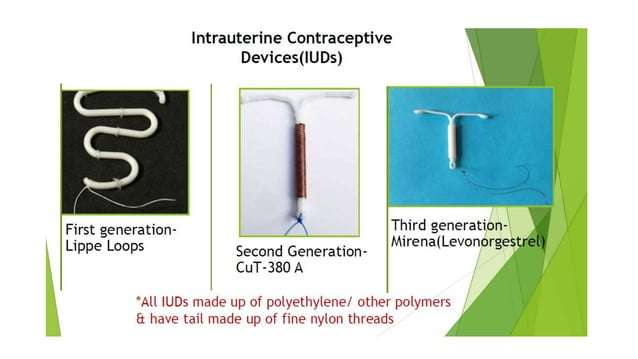 Intrauterine Contraceptive
Devices(IUDs)
First generation-
Lippe Loops
Second Generation-
CuT-380 A
Third generation-
Mirena(Levonorgestrel)
*All IUDs made up of polyethylene/ other polymers
& have tail made up of fine nylon threads